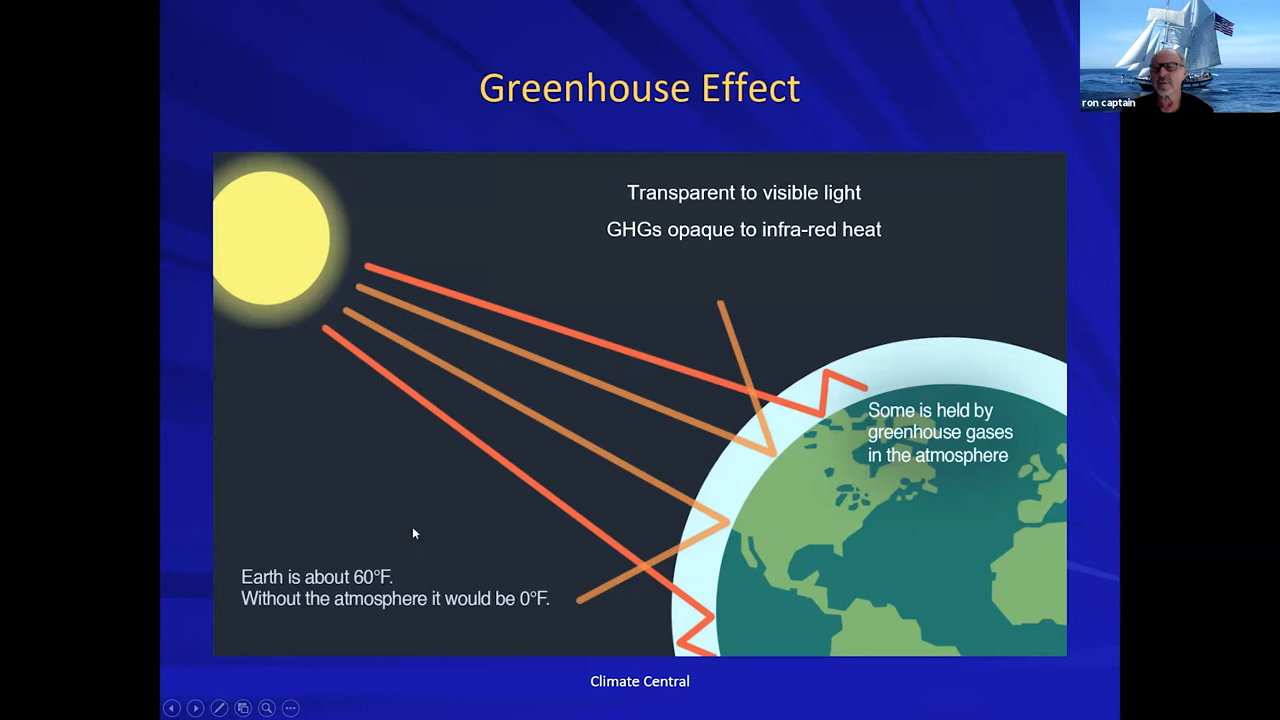 Greenhouse Effect
ron captain
Transparent to visible light
GHGs opaque to infra-red heat
Some is held by
greenhouse gases
in the atmosphere
Earth is about 60°F.
Without the atmosphere it would be 0°F.
Climate Central